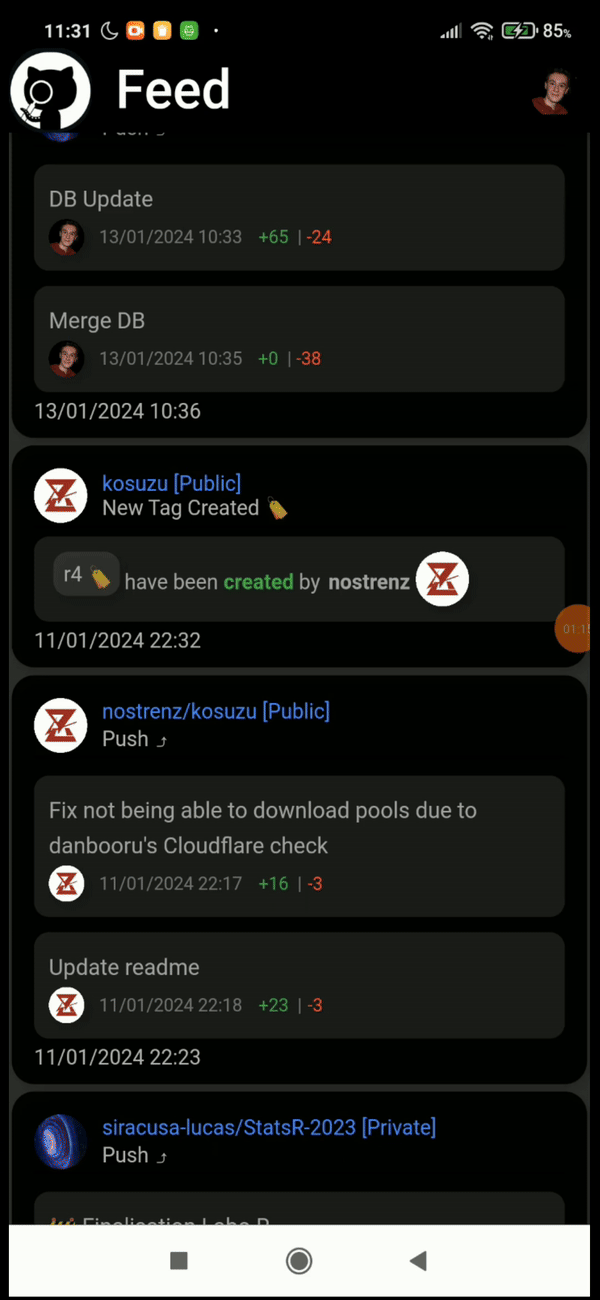 11:31 85%
Feed
DB Update
13/01/2024 10:33 +65 | -24
Merge DB
13/01/2024 10:35 +0 | -38
13/01/2024 10:36
kosuzu [Public]
New Tag Created
r4 have been created by nostrenz
11/01/2024 22:32
01:1
nostrenz/kosuzu [Public]
Push
Fix not being able to download pools due to
danbooru's Cloudflare check
11/01/2024 22:17 +16 | -3
Update readme
11/01/2024 22:18 +23 | -3
11/01/2024 22:23
siracusa-lucas/StatsR-2023 [Private]
Push